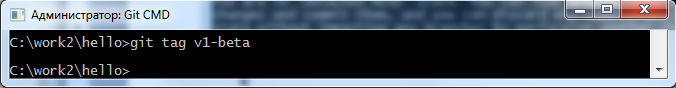 Администратор: Git CMD
C:\work2\hello>git tag v1-beta
C:\work2\hello>